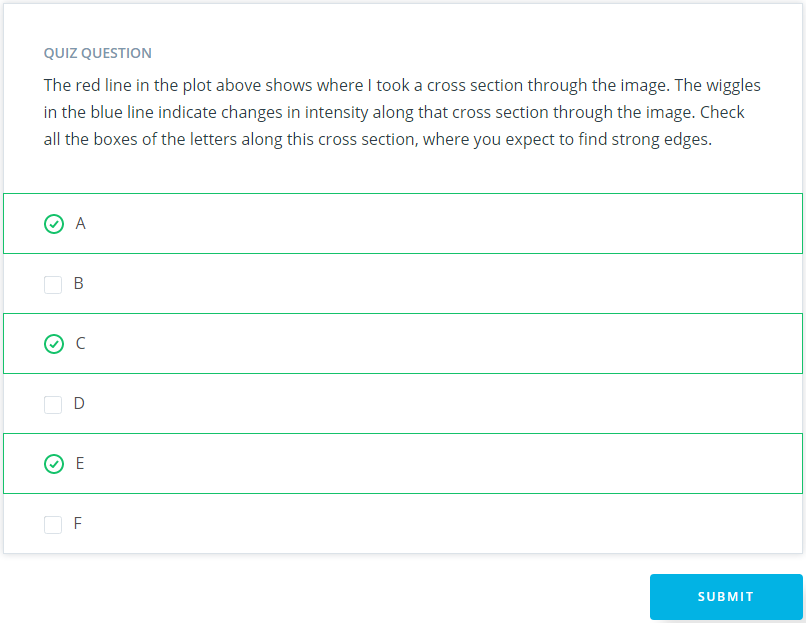 QUIZ QUESTION
The red line in the plot above shows where I took a cross section through the image. The wiggles
in the blue line indicate changes in intensity along that cross section through the image. Check
all the boxes of the letters along this cross section, where you expect to find strong edges.
A
B
C
D
E
F
SUBMIT